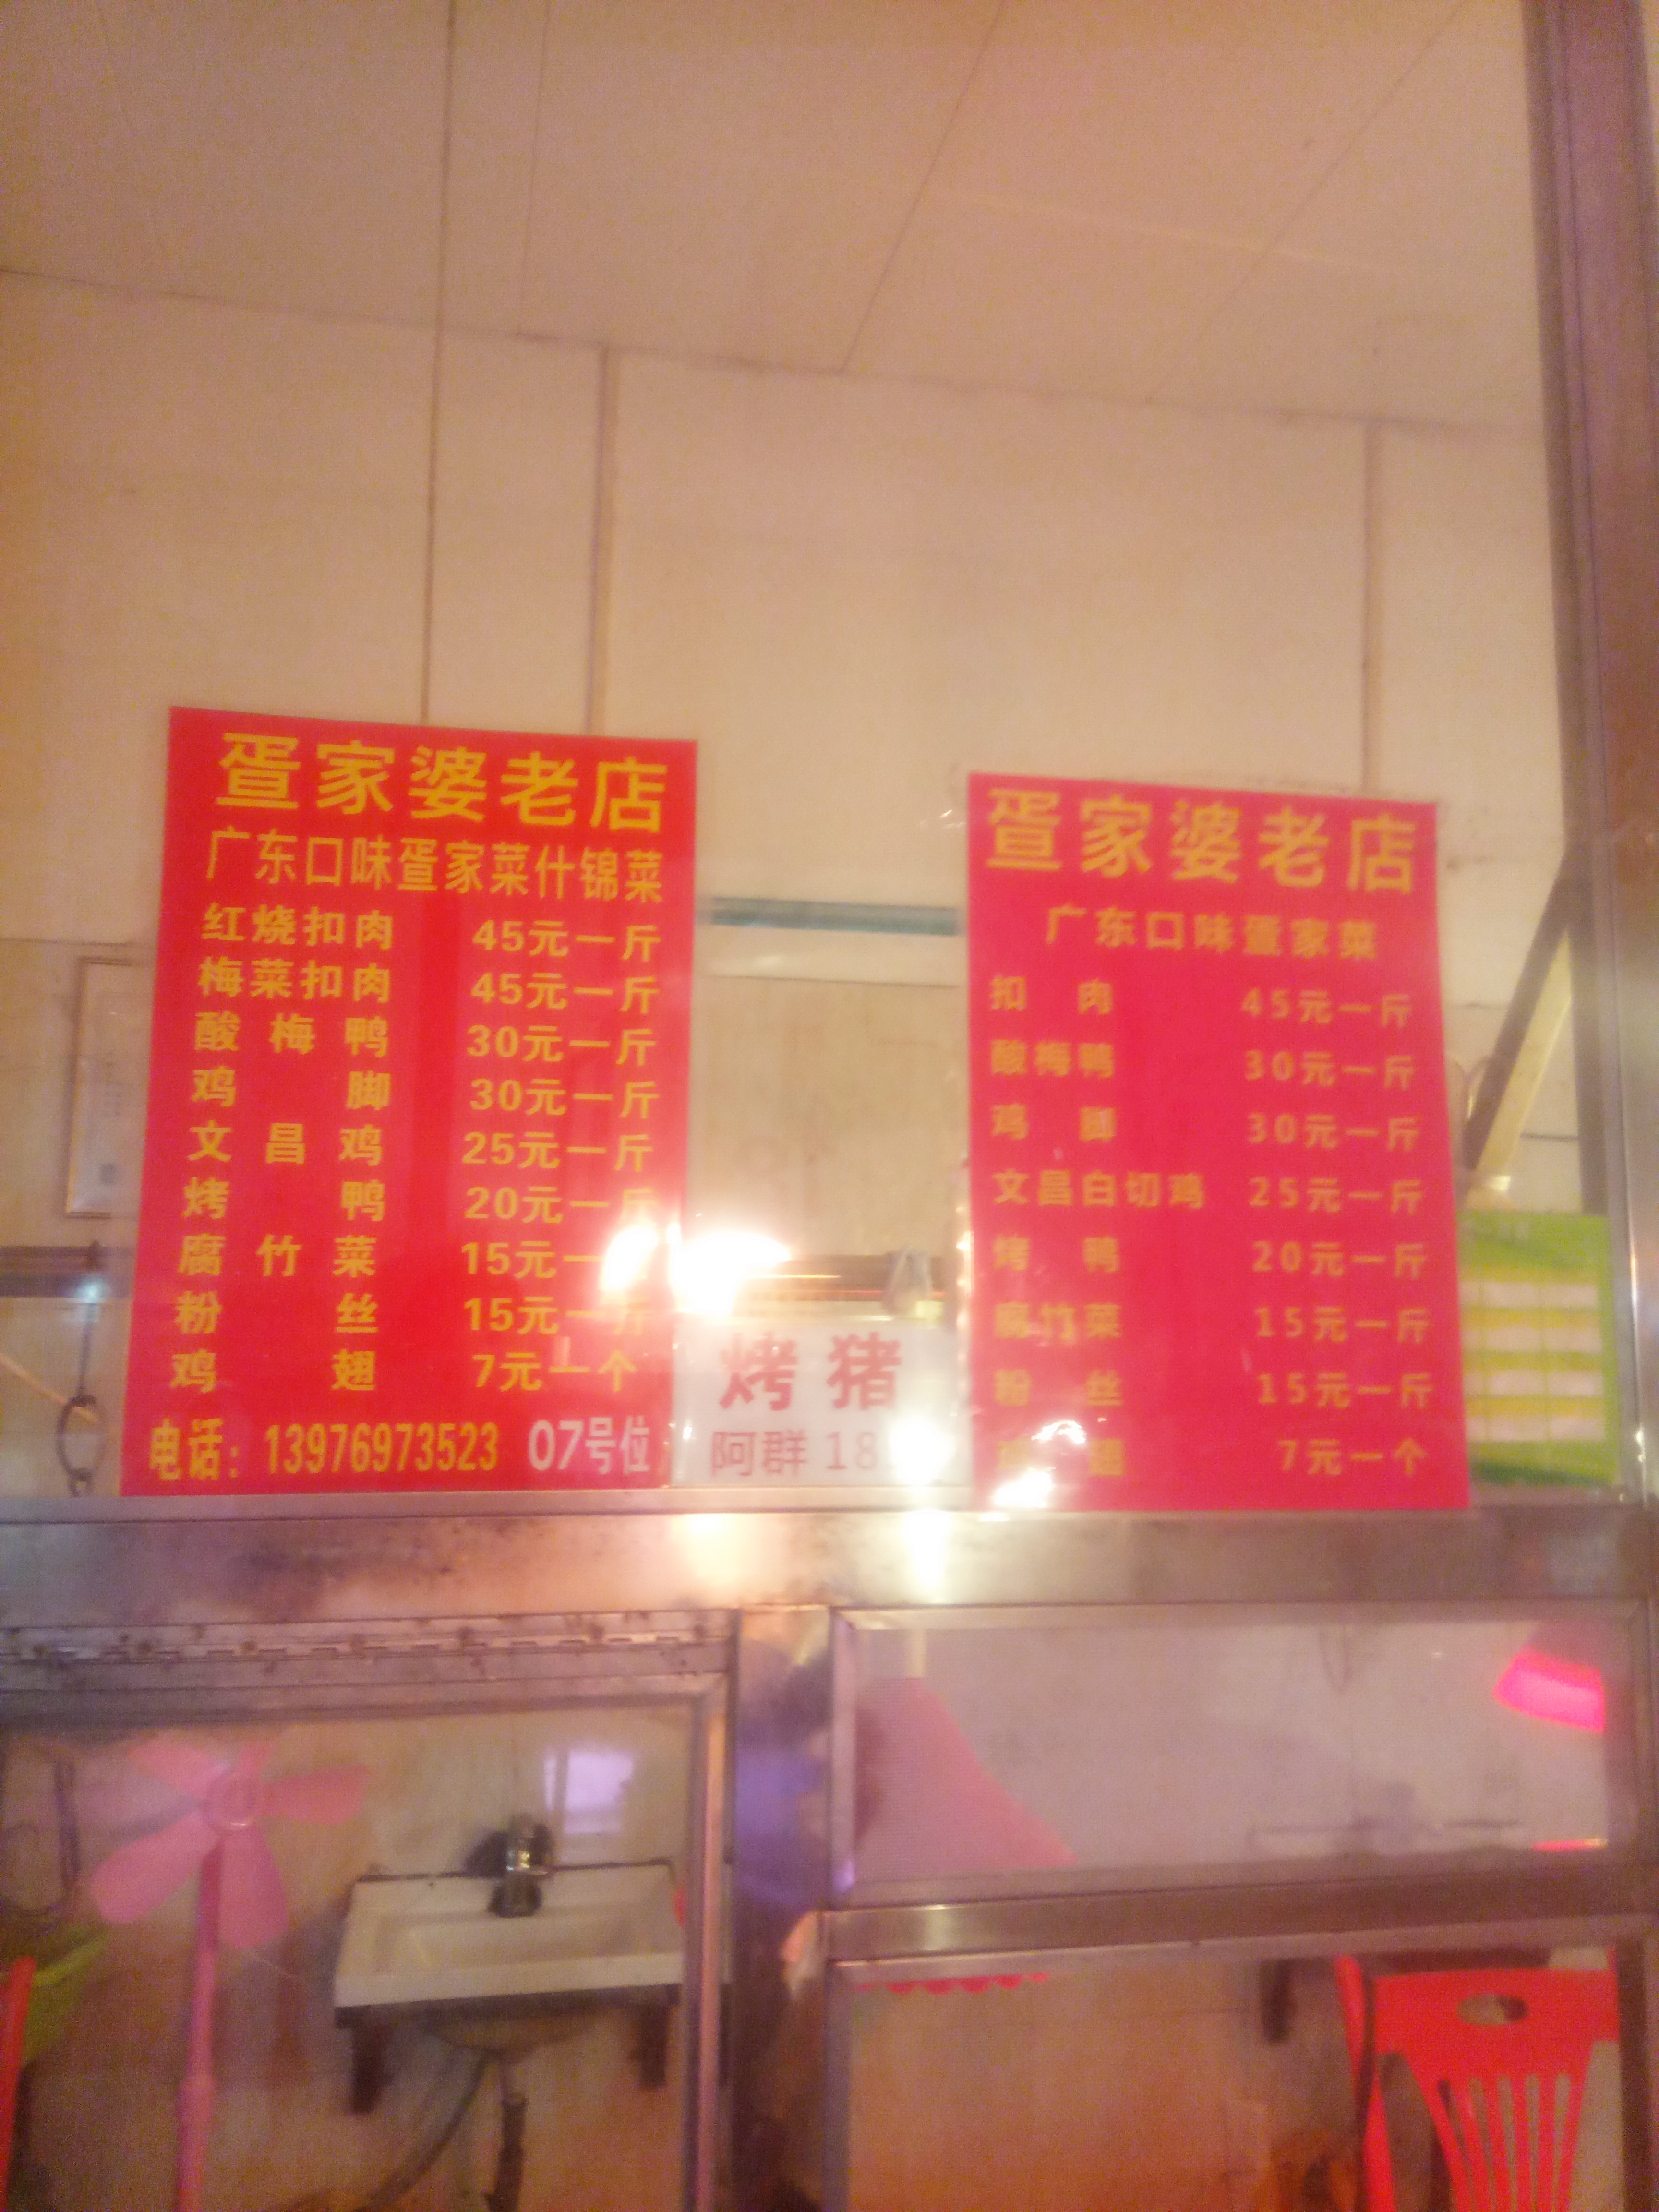 疍家婆老店
广东口味疍家菜什锦菜
红烧扣肉 45元一斤
梅菜扣肉 45元一斤
酸梅鸭 30元一斤
鸡脚 30元一斤
文昌鸡 25元一斤
烤鸭 20元一斤
腐竹菜 15元一斤
粉丝 15元一斤
鸡翅 7元一个
电话：13976973523 07号位
烤猪
阿群 18
疍家婆老店
广东口味疍家菜
扣肉 45元一斤
酸梅鸭 30元一斤
鸡脚 30元一斤
文昌白切鸡 25元一斤
烤鸭 20元一斤
腐竹菜 15元一斤
粉丝 15元一斤
7元一个